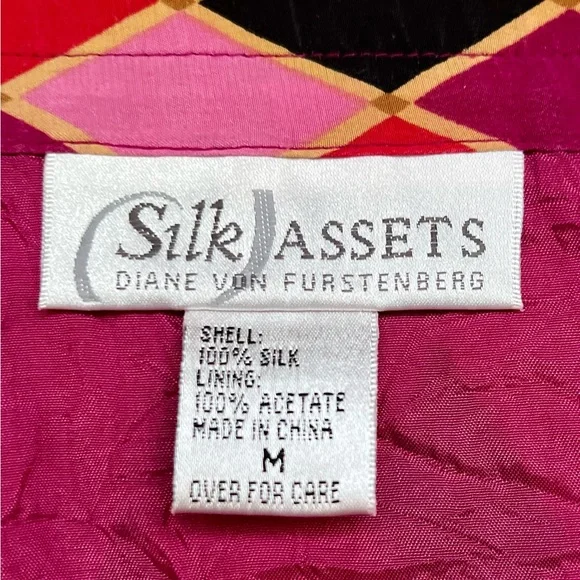 Silk ASSETS
DIANE VON FURSTENBERG
SHELL:
100% SILK
LINING:
100% ACETATE
MADE IN CHINA
M
OVER FOR CARE